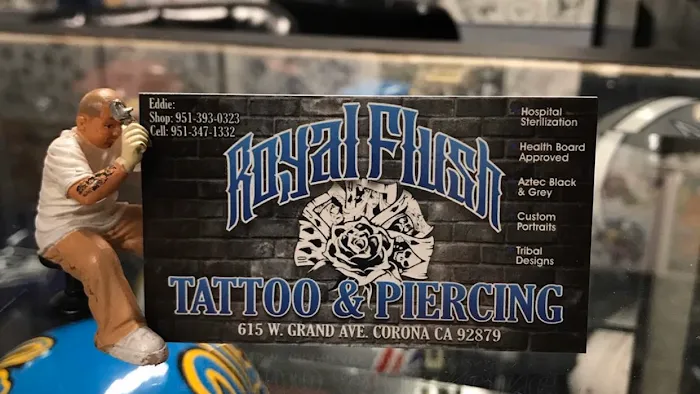 Eddie:
Shop: 951-393-0323
Cell: 951-347-1332
Royal Flush
TATTOO & PIERCING
615 W. GRAND AVE. CORONA CA 92879
Hospital
Sterilization
Health Board
Approved
Aztec Black
& Grey
Custom
Portraits
Tribal
Designs